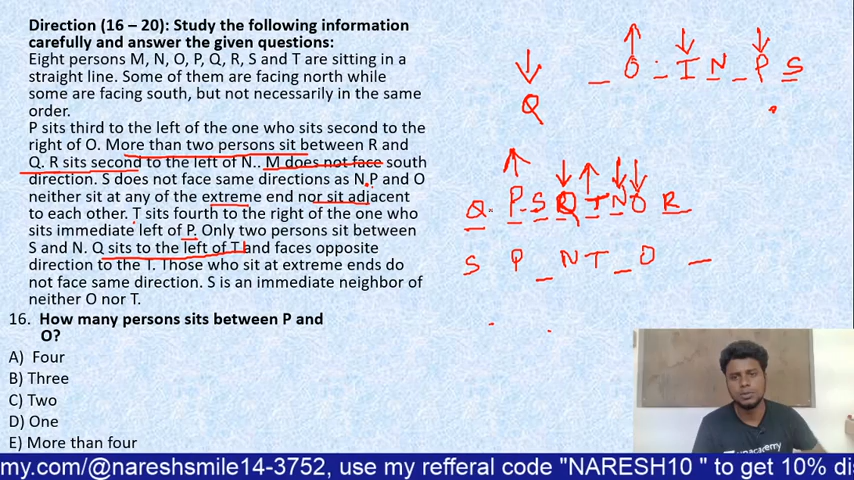 Direction (16 – 20): Study the following information
carefully and answer the given questions:
Eight persons M, N, O, P, Q, R, S and T are sitting in a
straight line. Some of them are facing north while
some are facing south, but not necessarily in the same
order.
P sits third to the left of the one who sits second to the
right of O. More than two persons sit between R and
Q. R sits second to the left of N.. M does not face south
direction. S does not face same directions as N.P and O
neither sit at any of the extreme end nor sit adjacent
to each other. T sits fourth to the right of the one who
sits immediate left of P. Only two persons sit between
S and N. Q sits to the left of T and faces opposite
direction to the T. Those who sit at extreme ends do
not face same direction. S is an immediate neighbor of
neither O nor T.
16. How many persons sits between P and
O?
A) Four
B) Three
C) Two
D) One
E) More than four
Q
O T N P S
Q P S Q T N O R
S P N T O
my.com/@nareshsmile14-3752, use my refferal code "NARESH10 " to get 10% di